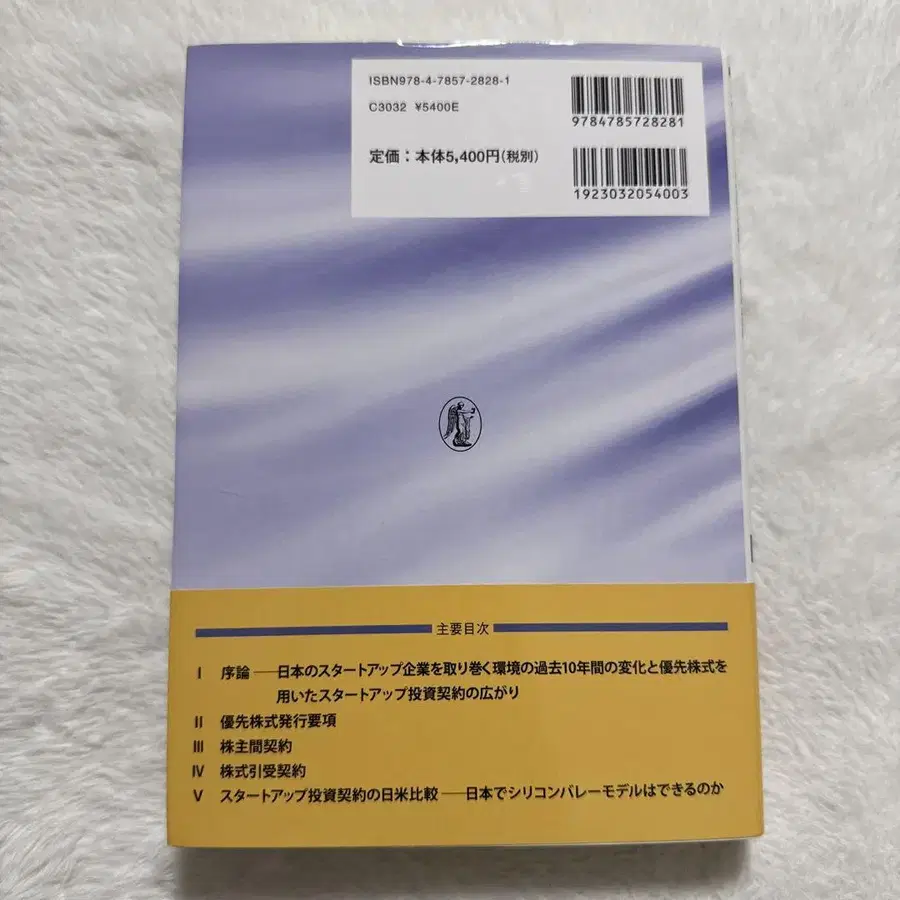 ISBN978-4-7857-2828-1
C3032 ¥5400E
定価：本体5,400円(税別)
9784785728281
1923032054003
主要目次
Ⅰ 序論──日本のスタートアップ企業を取り巻く環境の過去10年間の変化と優先株式を
用いたスタートアップ投資契約の広がり
Ⅱ 優先株式発行要項
Ⅲ 株主間契約
Ⅳ 株式引受契約
Ⅴ スタートアップ投資契約の日米比較──日本でシリコンバレーモデルはできるのか